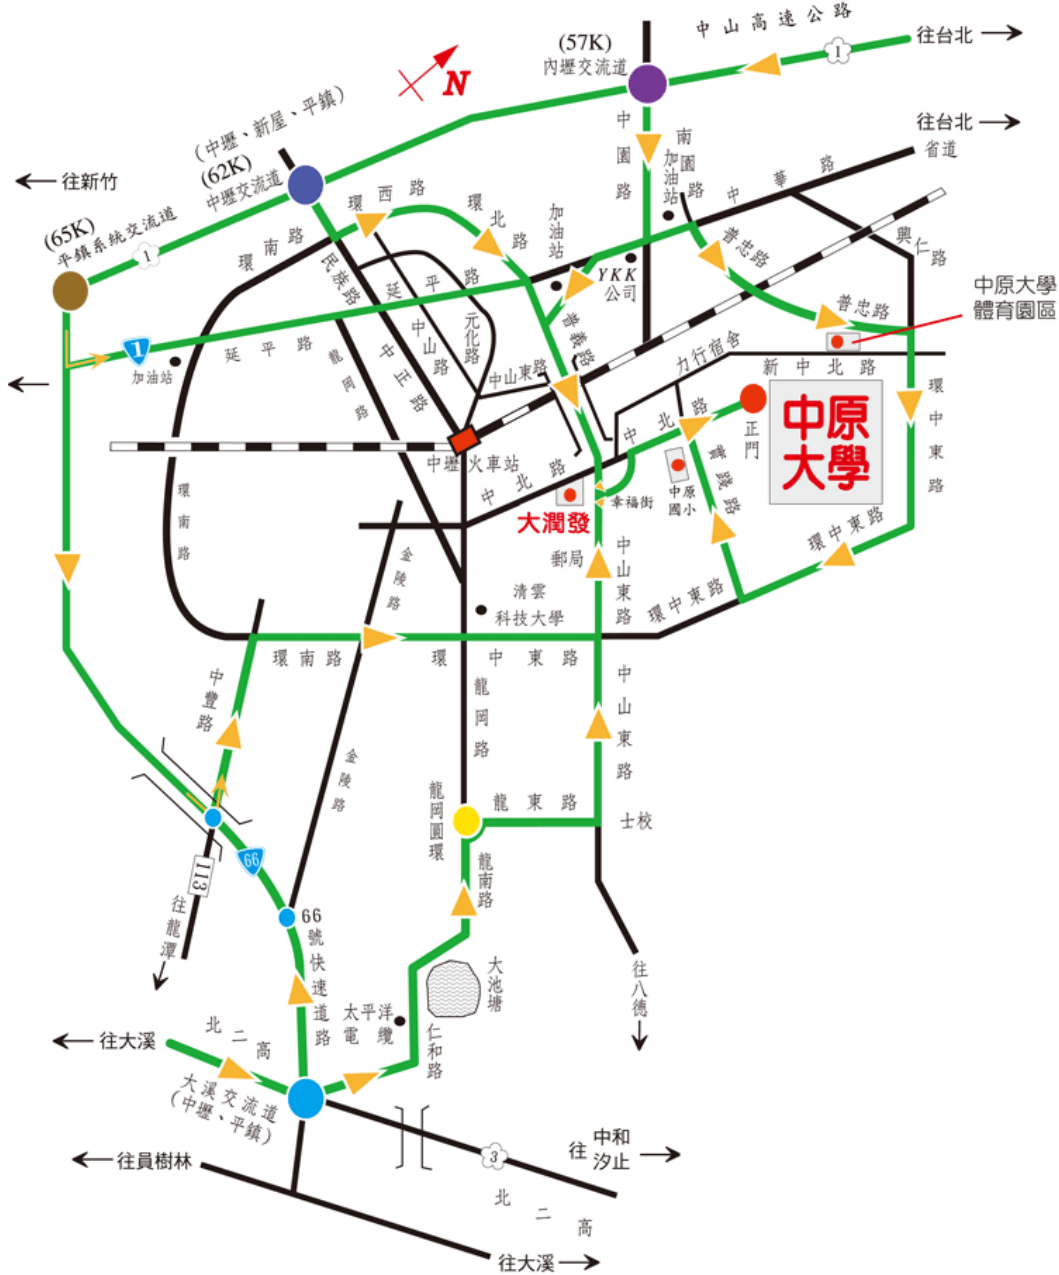 中山高速公路
1
往台北
(57K)
內壢交流道
N
往台北
省道
中園路
南園路
加油站
中華路
(中壢、新屋、平鎮)
(62K)
中壢交流道
往新竹
(65K)
平鎮系統交流道
1
環西路
環北路
加油站
環南路
民族路
延平路
YKK
公司
普忠路
興仁路
中原大學
體育園區
普忠路
1
加油站
延平路
龍岡路
中山路
元化路
中正路
中山東路
普義路
力行宿舍
新中北路
中原
大學
正門
環中東路
中北路
中壢火車站
中北路
大潤發
幸福街
中原
國小
實踐路
環南路
金陵路
郵局
中山東路
環中東路
清雲
科技大學
環中東路
環南路
環中東路
中豐路
龍岡路
中山東路
金陵路
龍岡圓環
龍東路
士校
113
66
龍南路
往龍潭
66
號快速道路
大池塘
往八德
太平洋
電纜
仁和路
往大溪
北二高
大溪交流道
(中壢、平鎮)
往員樹林
3
往
中和
汐止
北二高
往大溪